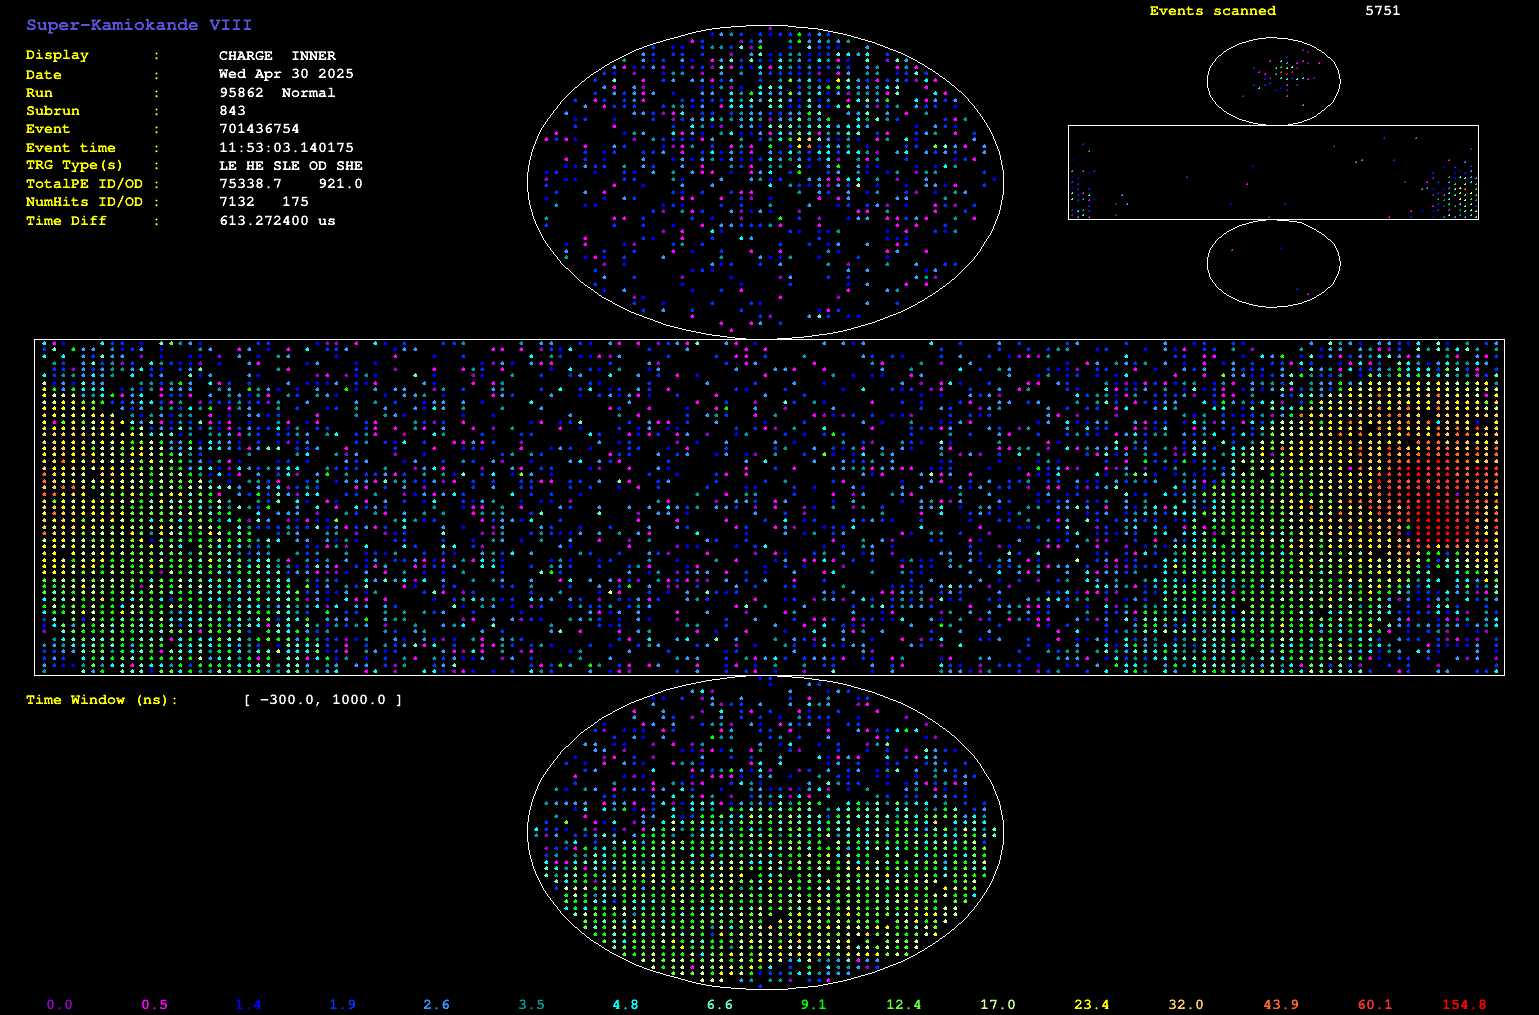 Super-Kamiokande VIII
Events scanned 5751
Display : CHARGE INNER
Date : Wed Apr 30 2025
Run : 95862 Normal
Subrun : 843
Event : 701436754
Event time : 11:53:03.140175
TRG Type(s) : LE HE SLE OD SHE
TotalPE ID/OD : 75338.7 921.0
NumHits ID/OD : 7132 175
Time Diff : 613.272400 us
Time Window (ns): [ -300.0, 1000.0 ]
0.0 0.5 1.4 1.9 2.6 3.5 4.8 6.6 9.1 12.4 17.0 23.4 32.0 43.9 60.1 154.8